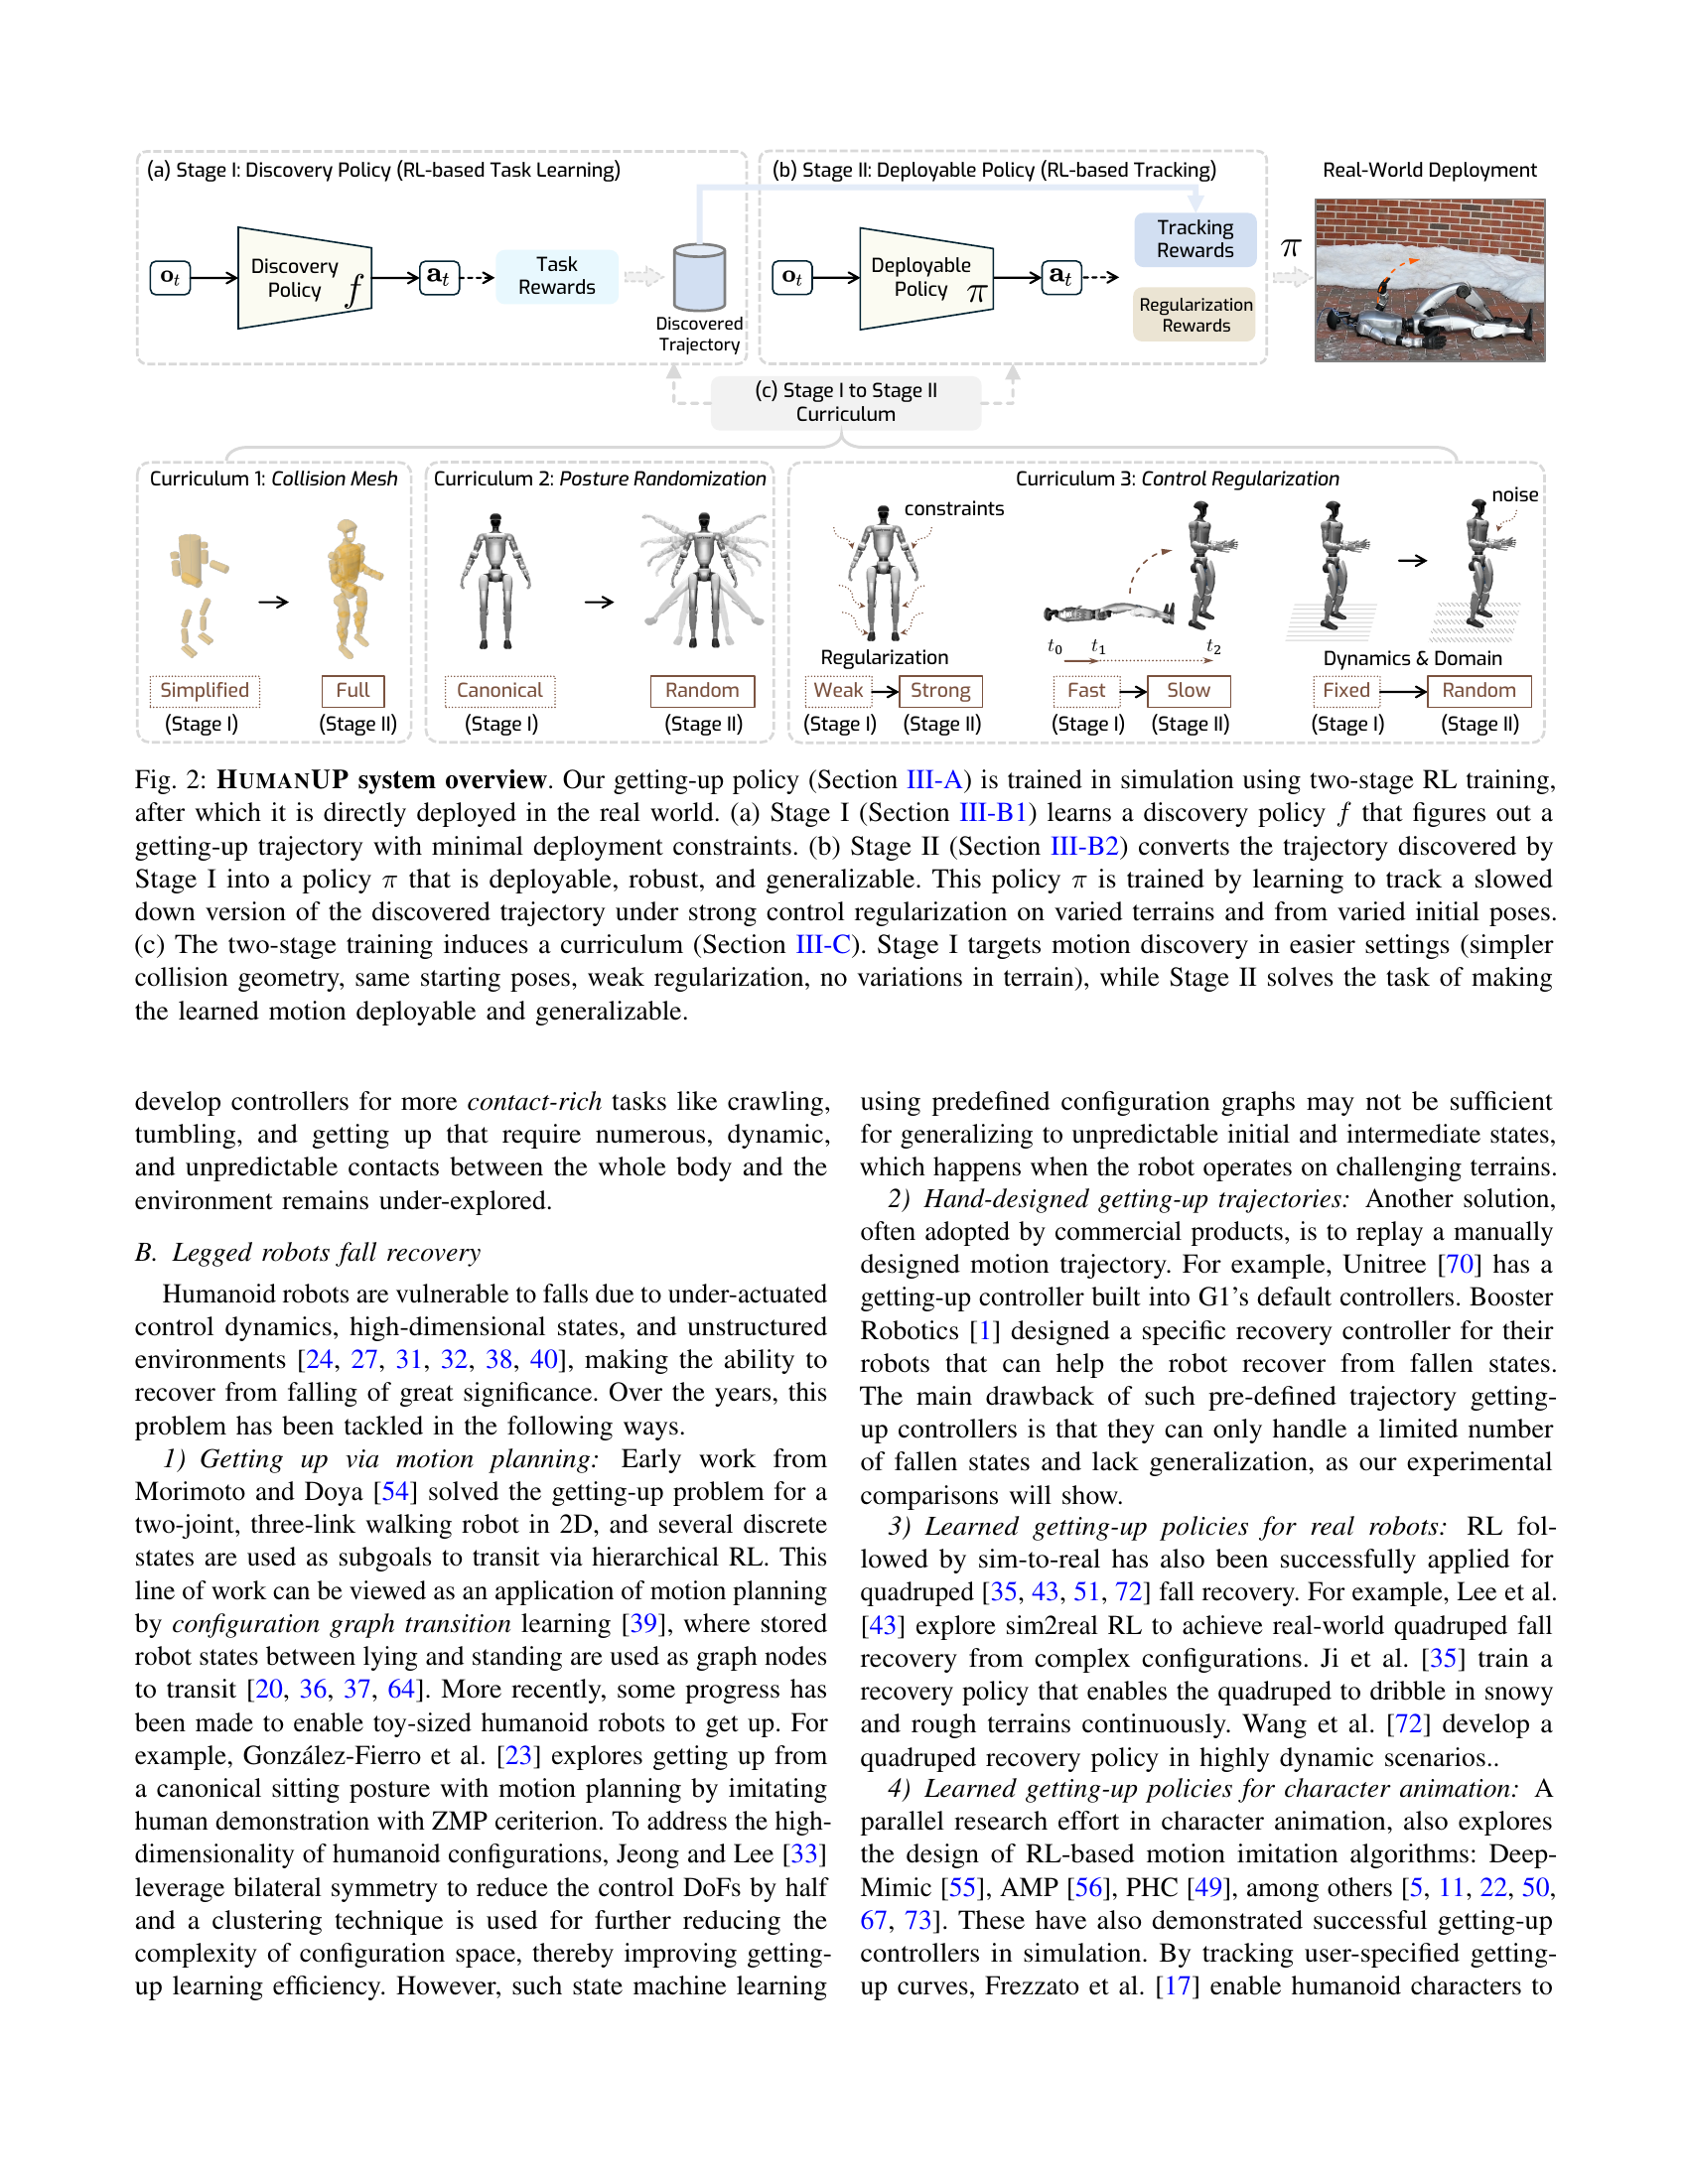 (a) Stage I: Discovery Policy (RL-based Task Learning)
o_t
Discovery
Policy f
a_t
Task
Rewards
Discovered
Trajectory
(b) Stage II: Deployable Policy (RL-based Tracking)
o_t
Deployable
Policy π
a_t
Tracking
Rewards
Regularization
Rewards
π
Real-World Deployment
(c) Stage I to Stage II
Curriculum
Curriculum 1: Collision Mesh
Simplified
(Stage I)
Full
(Stage II)
Curriculum 2: Posture Randomization
Canonical
(Stage I)
Random
(Stage II)
Curriculum 3: Control Regularization
constraints
noise
Regularization
Weak
Strong
(Stage I)
(Stage II)
t_0
t_1
t_2
Fast
Slow
(Stage I)
(Stage II)
Dynamics & Domain
Fixed
Random
(Stage I)
(Stage II)
Fig. 2: HUMANUP system overview. Our getting-up policy (Section III-A) is trained in simulation using two-stage RL training,
after which it is directly deployed in the real world. (a) Stage I (Section III-B1) learns a discovery policy f that figures out a
getting-up trajectory with minimal deployment constraints. (b) Stage II (Section III-B2) converts the trajectory discovered by
Stage I into a policy π that is deployable, robust, and generalizable. This policy π is trained by learning to track a slowed
down version of the discovered trajectory under strong control regularization on varied terrains and from varied initial poses.
(c) The two-stage training induces a curriculum (Section III-C). Stage I targets motion discovery in easier settings (simpler
collision geometry, same starting poses, weak regularization, no variations in terrain), while Stage II solves the task of making
the learned motion deployable and generalizable.
develop controllers for more contact-rich tasks like crawling,
tumbling, and getting up that require numerous, dynamic,
and unpredictable contacts between the whole body and the
environment remains under-explored.
B. Legged robots fall recovery
Humanoid robots are vulnerable to falls due to under-actuated
control dynamics, high-dimensional states, and unstructured
environments [24, 27, 31, 32, 38, 40], making the ability to
recover from falling of great significance. Over the years, this
problem has been tackled in the following ways.
1) Getting up via motion planning: Early work from
Morimoto and Doya [54] solved the getting-up problem for a
two-joint, three-link walking robot in 2D, and several discrete
states are used as subgoals to transit via hierarchical RL. This
line of work can be viewed as an application of motion planning
by configuration graph transition learning [39], where stored
robot states between lying and standing are used as graph nodes
to transit [20, 36, 37, 64]. More recently, some progress has
been made to enable toy-sized humanoid robots to get up. For
example, González-Fierro et al. [23] explores getting up from
a canonical sitting posture with motion planning by imitating
human demonstration with ZMP ceriterion. To address the high-
dimensionality of humanoid configurations, Jeong and Lee [33]
leverage bilateral symmetry to reduce the control DoFs by half
and a clustering technique is used for further reducing the
complexity of configuration space, thereby improving getting-
up learning efficiency. However, such state machine learning
using predefined configuration graphs may not be sufficient
for generalizing to unpredictable initial and intermediate states,
which happens when the robot operates on challenging terrains.
2) Hand-designed getting-up trajectories: Another solution,
often adopted by commercial products, is to replay a manually
designed motion trajectory. For example, Unitree [70] has a
getting-up controller built into G1's default controllers. Booster
Robotics [1] designed a specific recovery controller for their
robots that can help the robot recover from fallen states.
The main drawback of such pre-defined trajectory getting-
up controllers is that they can only handle a limited number
of fallen states and lack generalization, as our experimental
comparisons will show.
3) Learned getting-up policies for real robots: RL fol-
lowed by sim-to-real has also been successfully applied for
quadruped [35, 43, 51, 72] fall recovery. For example, Lee et al.
[43] explore sim2real RL to achieve real-world quadruped fall
recovery from complex configurations. Ji et al. [35] train a
recovery policy that enables the quadruped to dribble in snowy
and rough terrains continuously. Wang et al. [72] develop a
quadruped recovery policy in highly dynamic scenarios..
4) Learned getting-up policies for character animation: A
parallel research effort in character animation, also explores
the design of RL-based motion imitation algorithms: Deep-
Mimic [55], AMP [56], PHC [49], among others [5, 11, 22, 50,
67, 73]. These have also demonstrated successful getting-up
controllers in simulation. By tracking user-specified getting-
up curves, Frezzato et al. [17] enable humanoid characters to